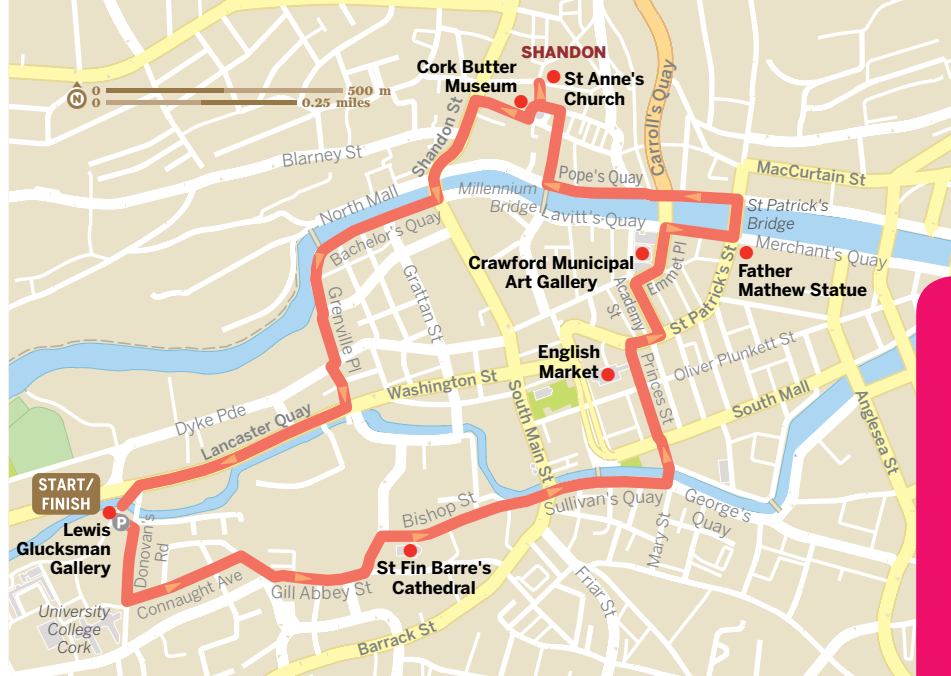 SHANDON
Cork Butter
Museum
St Anne's
Church
N
0 500 m
0 0.25 miles
Shandon St
Carroll's Quay
Blarney St
Pope's Quay
MacCurtain St
North Mall
Millennium
Bridge
Lavitt's Quay
St Patrick's
Bridge
Bachelor's Quay
Merchant's Quay
Crawford Municipal
Art Gallery
Emmet Pl
Father
Mathew Statue
Grattan St
Academy
St
St Patrick's St
Grenville Pl
English
Market
Princes St
Oliver Plunkett St
Washington St
South Main St
South Mall
Anglesea St
Dyke Pde
Lancaster Quay
START/
FINISH
P
Lewis
Glucksman
Gallery
Donovan's
Rd
Bishop St
Sullivan's Quay
George's
Quay
Mary St
St Fin Barre's
Cathedral
Connaught Ave
Gill Abbey St
Friar St
University
College
Cork
Barrack St